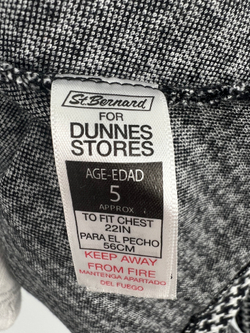 St. Bernard
FOR
DUNNES
STORES
AGE-EDAD
5
APPROX
TO FIT CHEST
22IN
PARA EL PECHO
56CM
KEEP AWAY
FROM FIRE
MANTENGA APARTADO
DEL FUEGO